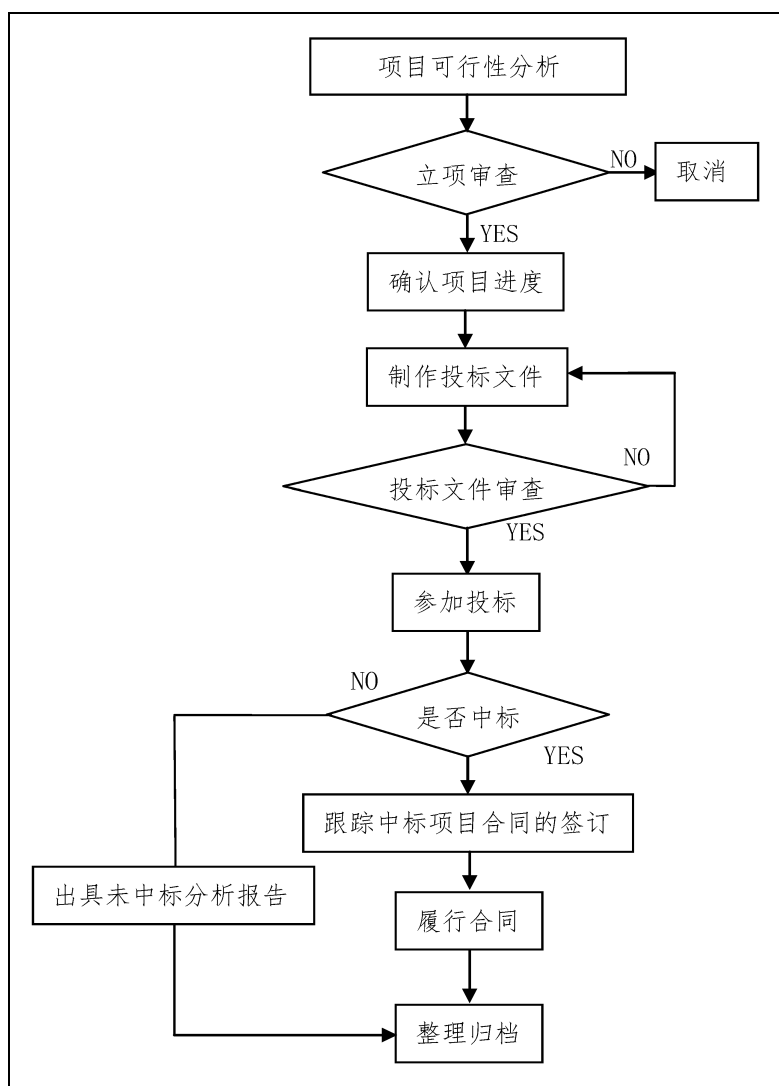 项目可行性分析
立项审查
NO
取消
YES
确认项目进度
制作投标文件
投标文件审查
NO
YES
参加投标
是否中标
NO
YES
跟踪中标项目合同的签订
出具未中标分析报告
履行合同
整理归档